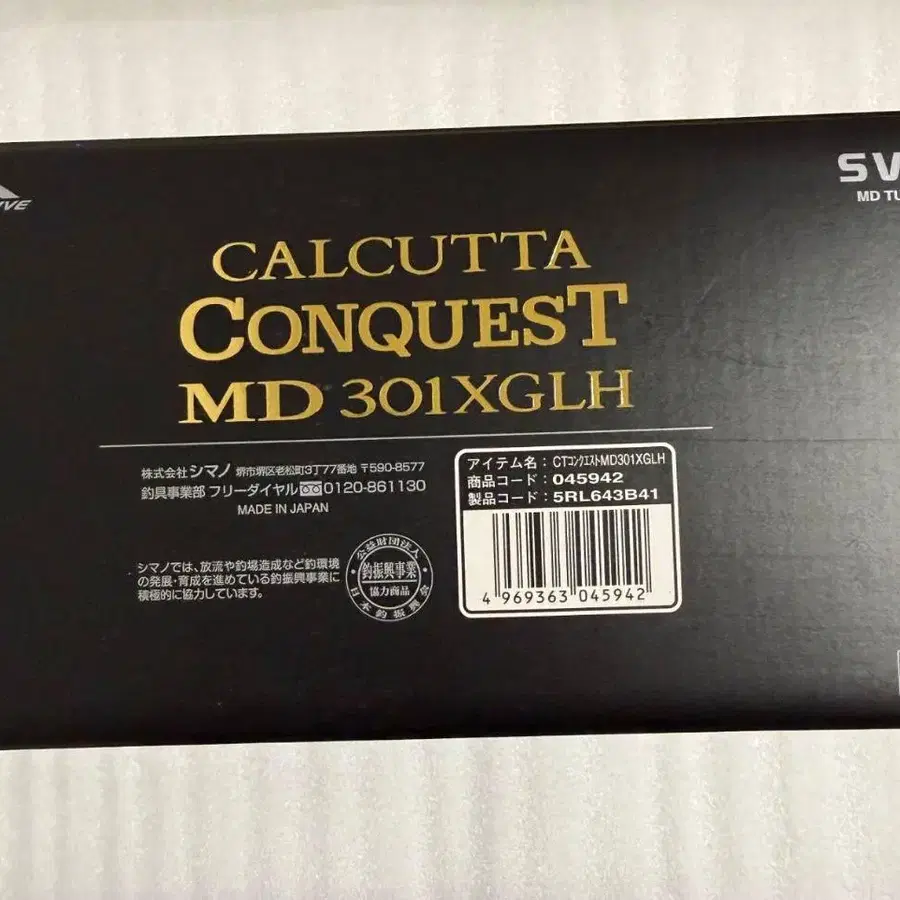 CALCUTTA
CONQUEST
MD 301XGLH
株式会社 シマノ 堺市堺区老松町3丁77番地 〒590-8577
釣具事業部 フリーダイヤル 0120-861130
MADE IN JAPAN
シマノでは、放流や釣場造成など釣環境
の発展・育成を進めている釣振興事業に
積極的に協力しています。
公益財団法人
釣振興事業
協力商品
日本釣振興会
アイテム名: CTコンクエストMD301XGLH
商品コード: 045942
製品コード: 5RL643B41
4 969363 045942